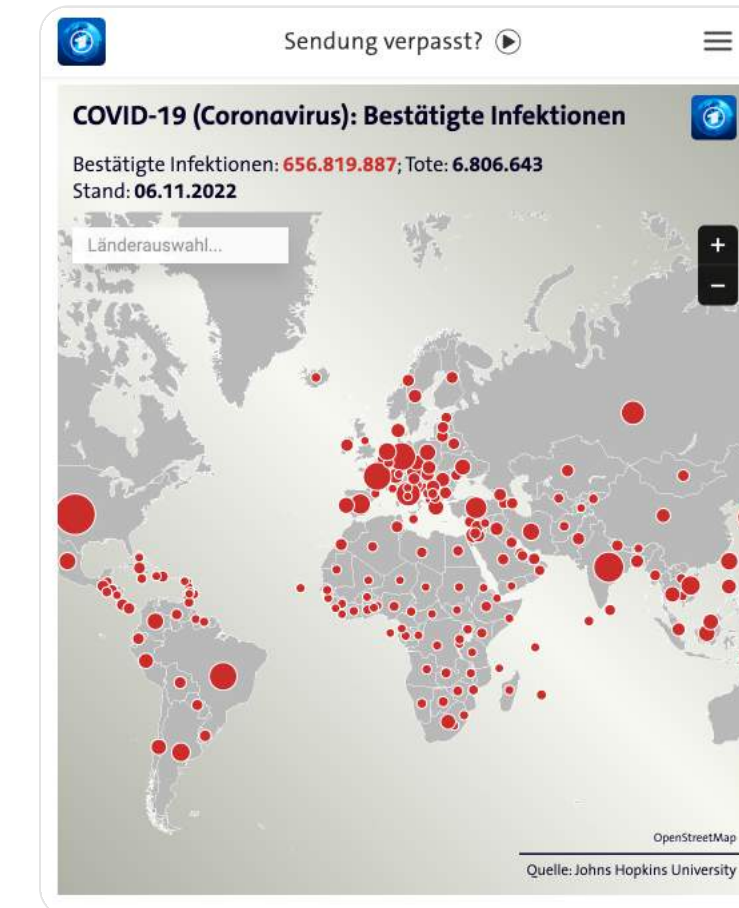 Sendung verpasst?
COVID-19 (Coronavirus): Bestätigte Infektionen
Bestätigte Infektionen: 656.819.887; Tote: 6.806.643
Stand: 06.11.2022
Länderauswahl...
+
−
OpenStreetMap
Quelle: Johns Hopkins University